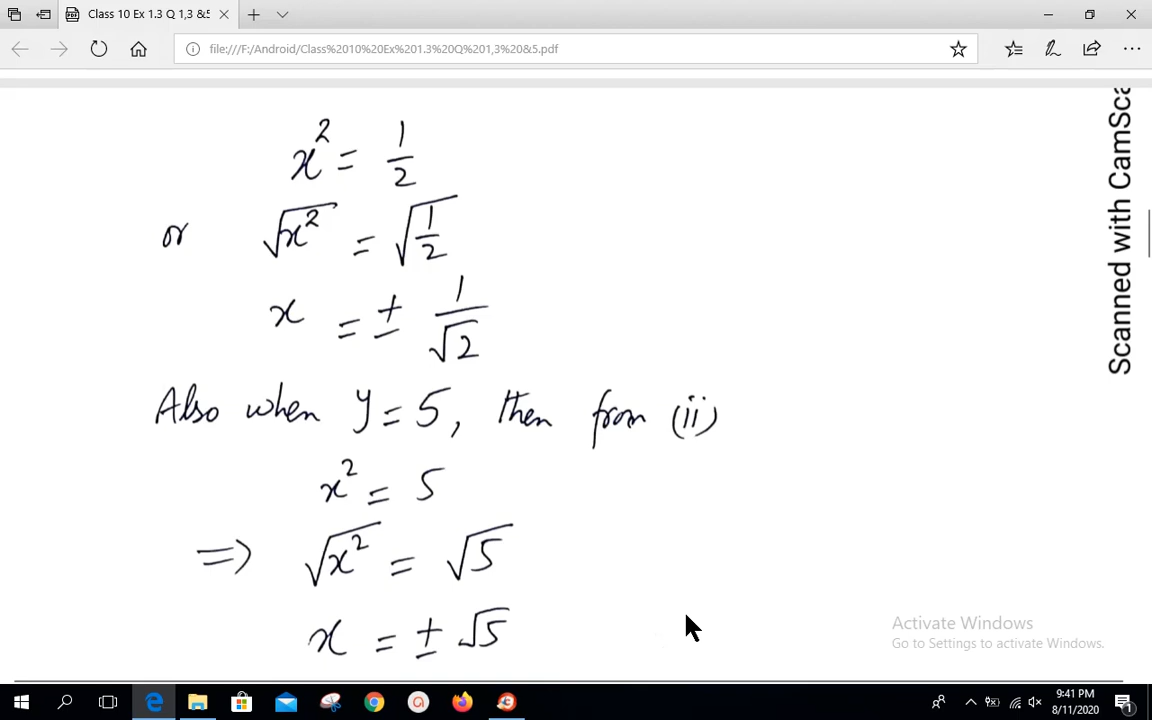 Class 10 Ex 1.3 Q 1,3 &5
file:///F:/Android/Class%2010%20Ex%201.3%20Q%201,3%20&5.pdf
x² = 1/2
or √x² = √1/2
x = ± 1/√2
Also when y = 5, then from (ii)
x² = 5
=> √x² = √5
x = ± √5
Scanned with CamSca
Activate Windows
Go to Settings to activate Windows.
9:41 PM
8/11/2020
1